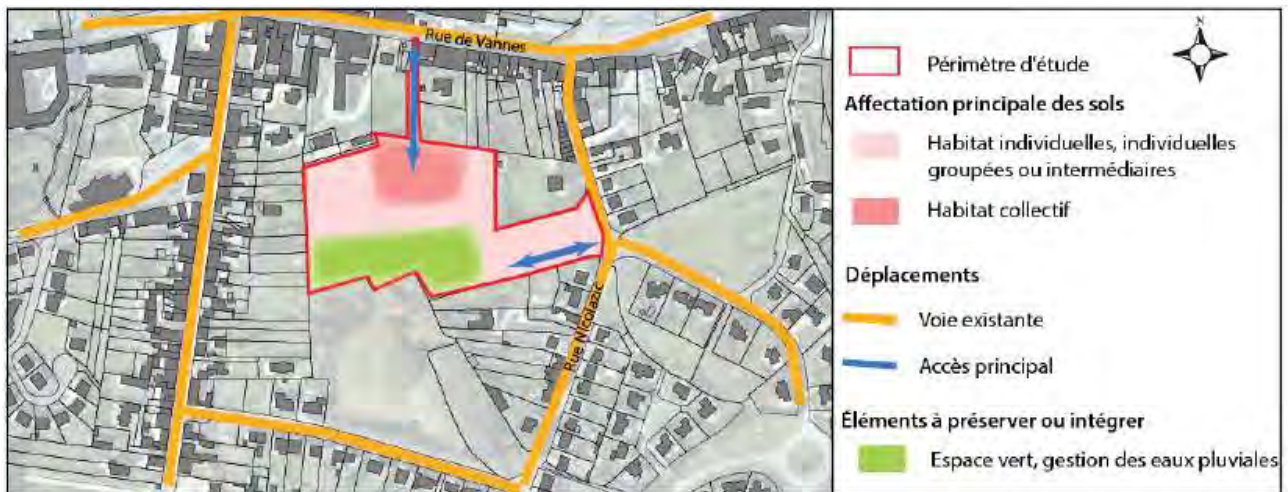 Rue de Vannes
Rue Nicolazic
N
Périmètre d'étude
Affectation principale des sols
Habitat individuelles, individuelles
groupées ou intermédiaires
Habitat collectif
Déplacements
Voie existante
Accès principal
Éléments à préserver ou intégrer
Espace vert, gestion des eaux pluviales